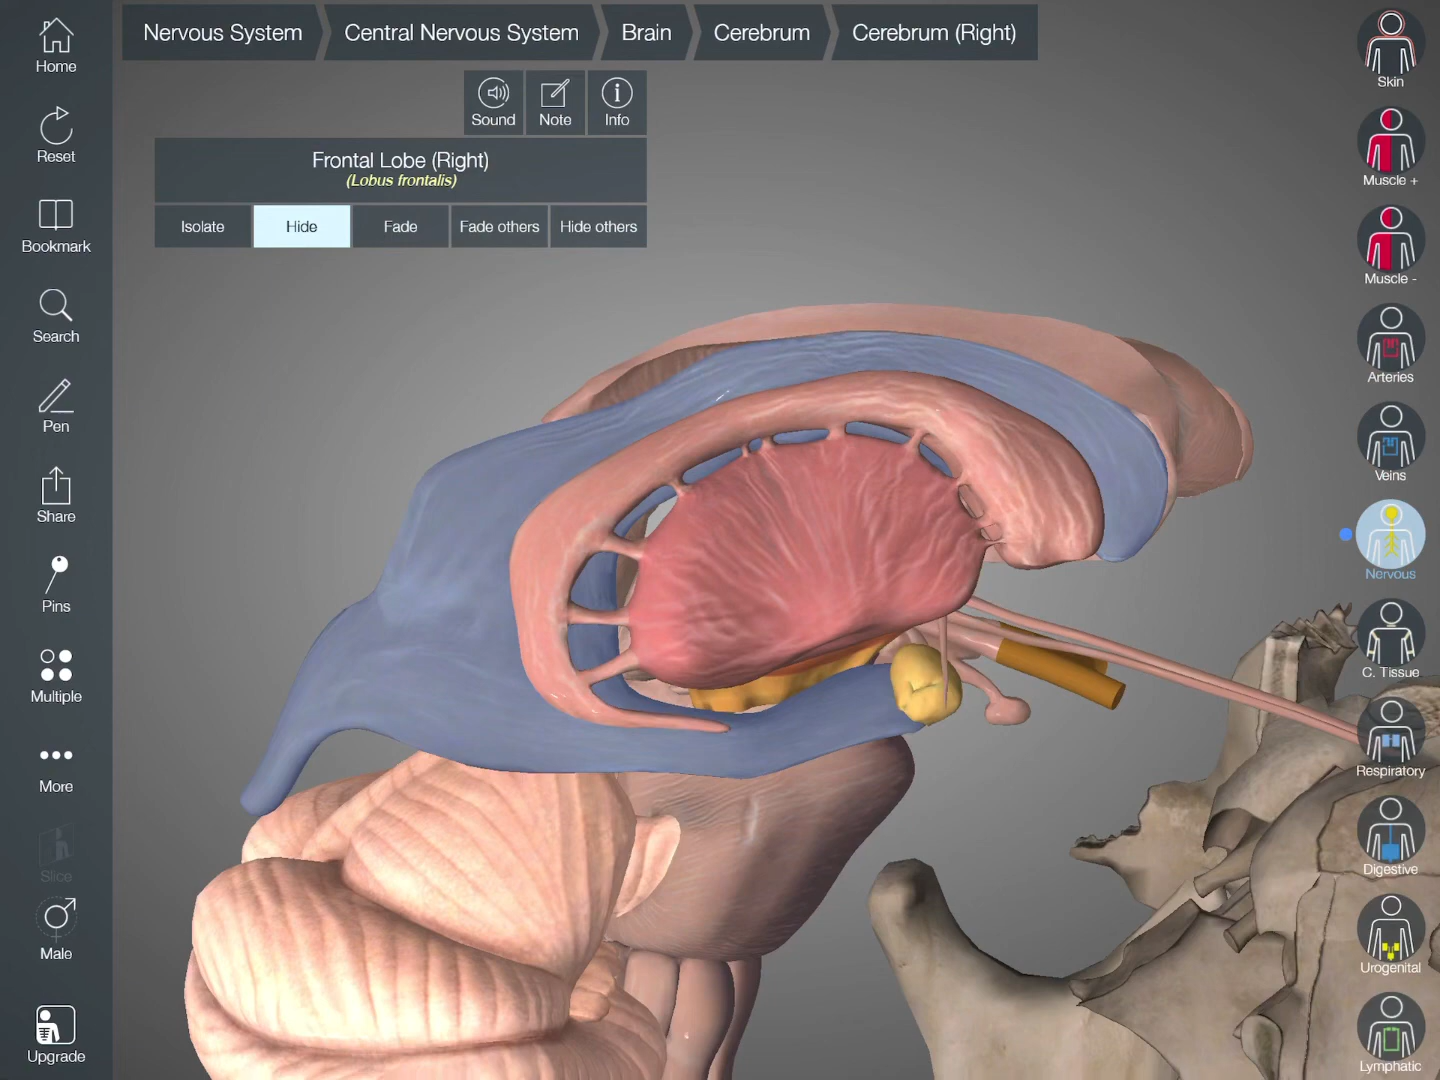 Nervous System
Central Nervous System
Brain
Cerebrum
Cerebrum (Right)
Sound
Note
Info
Frontal Lobe (Right)
(Lobus frontalis)
Isolate
Hide
Fade
Fade others
Hide others
Home
Reset
Bookmark
Search
Pen
Share
Pins
Multiple
More
Slice
Male
Upgrade
Skin
Muscle +
Muscle -
Arteries
Veins
Nervous
C. Tissue
Respiratory
Digestive
Urogenital
Lymphatic